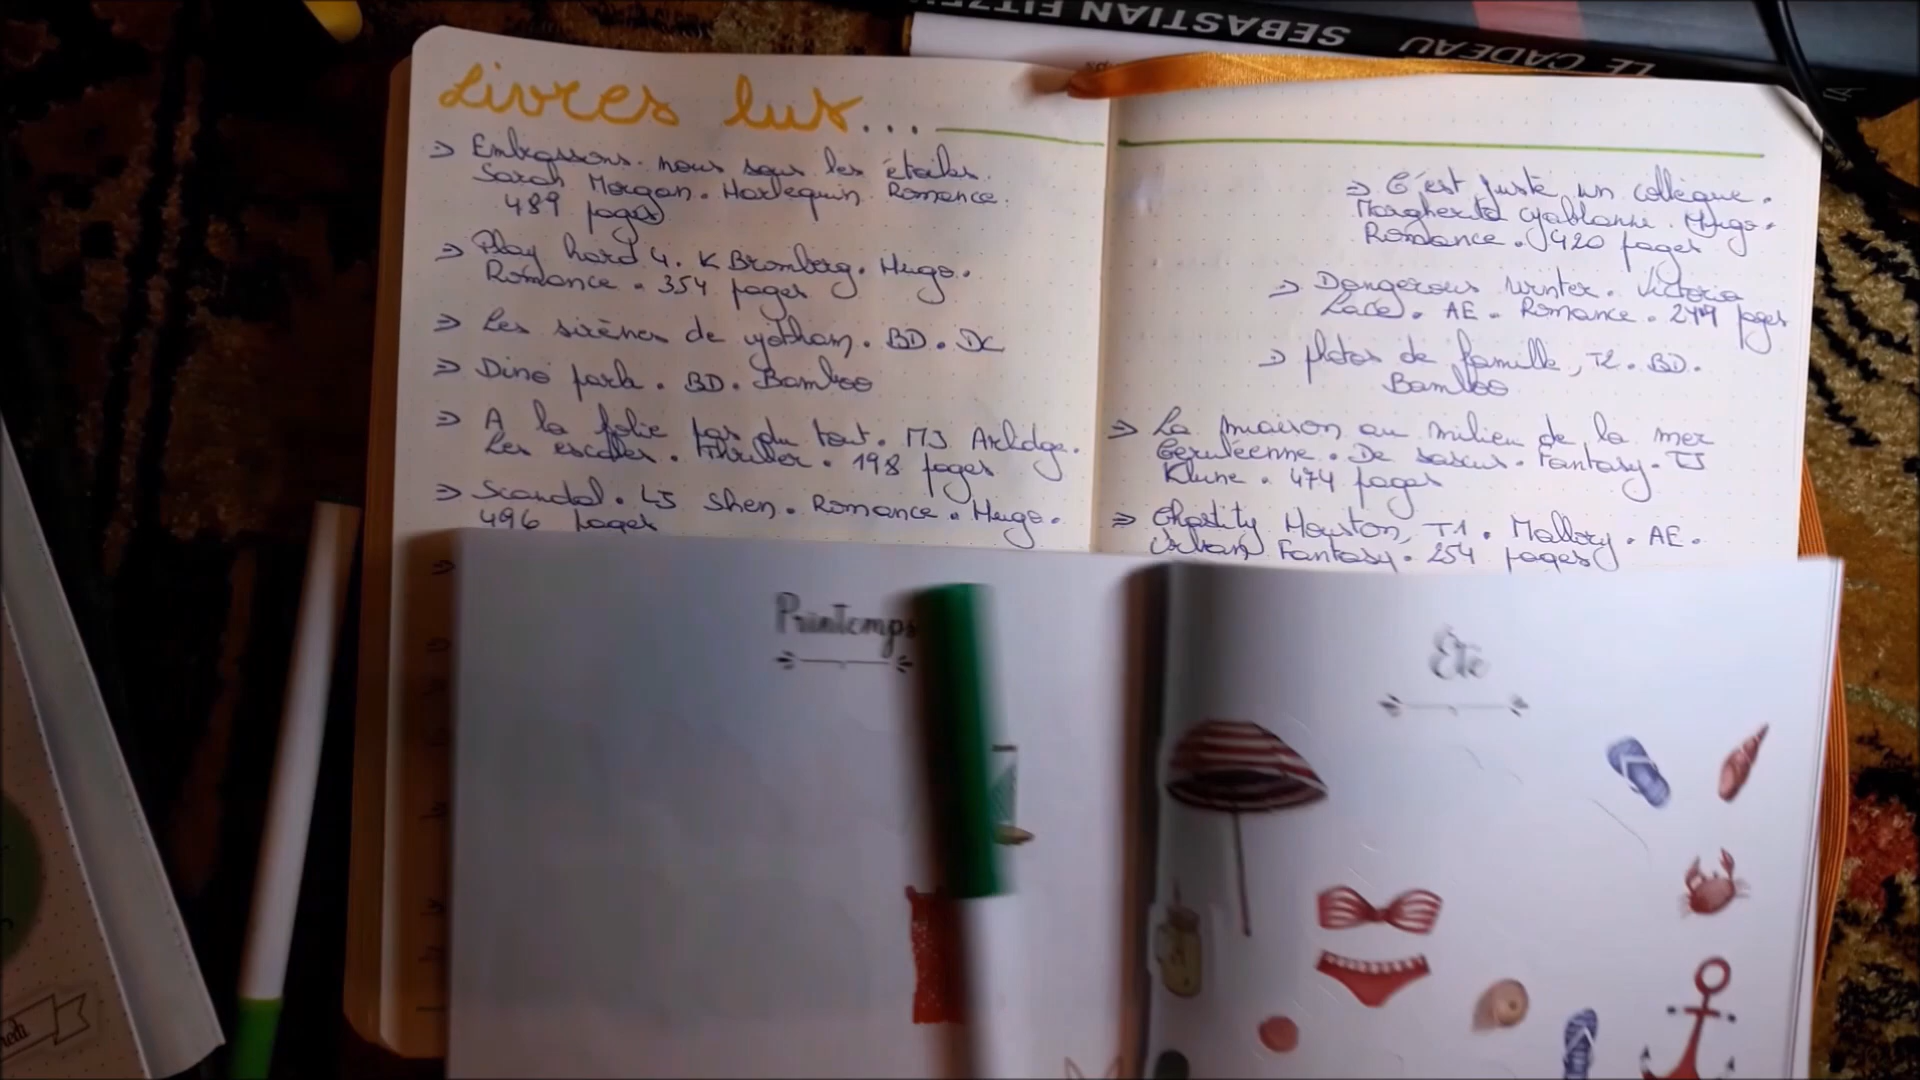 SEBASTIAN FITZEK
LE CADEAU
Livres lus...
⇒ Embrassons-nous sous les étoiles.
Sarah Morgan. Harlequin. Romance.
489 pages
⇒ Play hard 4. K Bromberg. Hugo.
Romance. 354 pages
⇒ Les sirènes de Gotham. BD. DC
⇒ Dino park. BD. Bamboo
⇒ A la folie pas du tout. MJ Arlidge.
Les escales. Thriller. 198 pages
⇒ Scandal. LJ Shen. Romance. Hugo.
496 pages
⇒ C'est juste un collègue.
Margherita Hugo.
Romance. 420 pages
⇒ Dangerous winter. Victoria
Lace. AE. Romance. pages
⇒ photos de famille, T2. BD.
Bamboo
⇒ La maison au milieu de la mer
Céruléenne. De saxus. Fantasy. TJ
Klune. 474 pages
⇒ Chastity Houston, T1. Mallory. AE.
Urban Fantasy. 254 pages
Printemps
Été